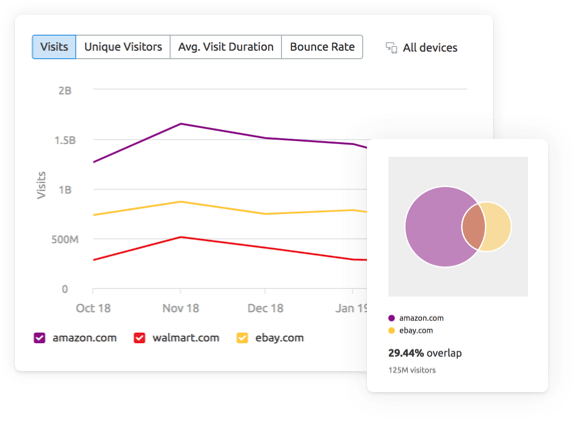 Visits Unique Visitors Avg. Visit Duration Bounce Rate All devices
2B
1.5B
1B
500M
0
Visits
Oct 18 Nov 18 Dec 18 Jan 19
amazon.com walmart.com ebay.com
amazon.com
ebay.com
29.44% overlap
125M visitors